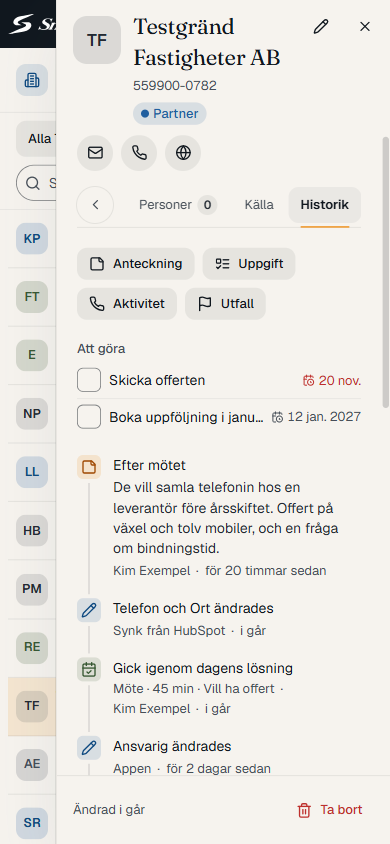 TF
Testgränd
Fastigheter AB
559900-0782
Partner
Alla
S
Personer 0
Källa
Historik
Anteckning
Uppgift
Aktivitet
Utfall
Att göra
Skicka offerten
20 nov.
Boka uppföljning i janu…
12 jan. 2027
Efter mötet
De vill samla telefonin hos en
leverantör före årsskiftet. Offert på
växel och tolv mobiler, och en fråga
om bindningstid.
Kim Exempel · för 20 timmar sedan
Telefon och Ort ändrades
Synk från HubSpot · i går
Gick igenom dagens lösning
Möte · 45 min · Vill ha offert ·
Kim Exempel · i går
Ansvarig ändrades
Appen · för 2 dagar sedan
Ändrad i går
Ta bort
KP
FT
E
NP
LL
HB
PM
RE
TF
AE
SR